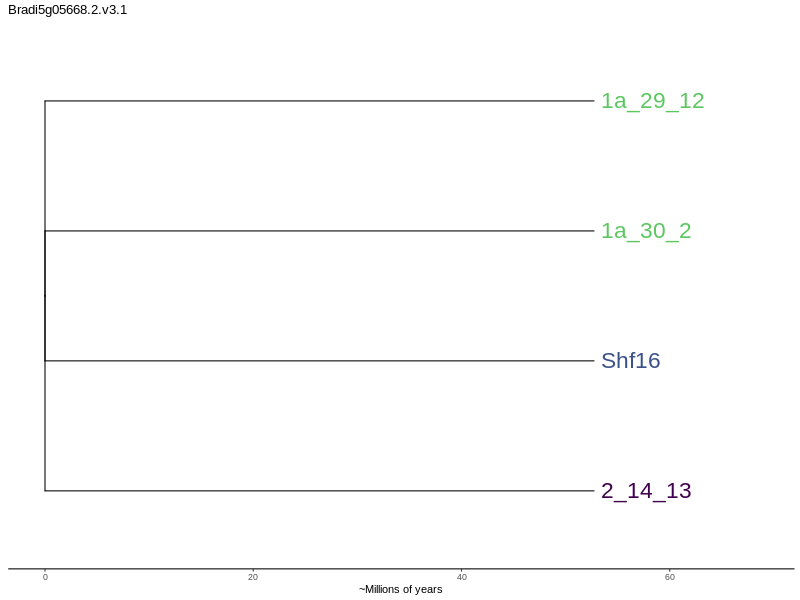 Bradi5g05668.2.v3.1
1a_29_12
1a_30_2
Shf16
2_14_13
0 20 40 60
~Millions of years